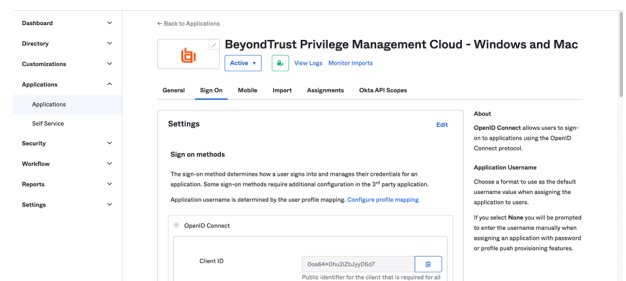 Dashboard
Directory
Customizations
Applications
Applications
Self Service
Security
Workflow
Reports
Settings
← Back to Applications
BeyondTrust Privilege Management Cloud - Windows and Mac
Active
View Logs Monitor Imports
General Sign On Mobile Import Assignments Okta API Scopes
Settings Edit
Sign on methods
The sign-on method determines how a user signs into and manages their credentials for an
application. Some sign-on methods require additional configuration in the 3rd party application.
Application username is determined by the user profile mapping. Configure profile mapping
OpenID Connect
Client ID
Public identifier for the client that is required for all
About
OpenID Connect allows users to sign-
on to applications using the OpenID
Connect protocol.
Application Username
Choose a format to use as the default
username value when assigning the
application to users.
If you select None you will be prompted
to enter the username manually when
assigning an application with password
or profile push provisioning features.